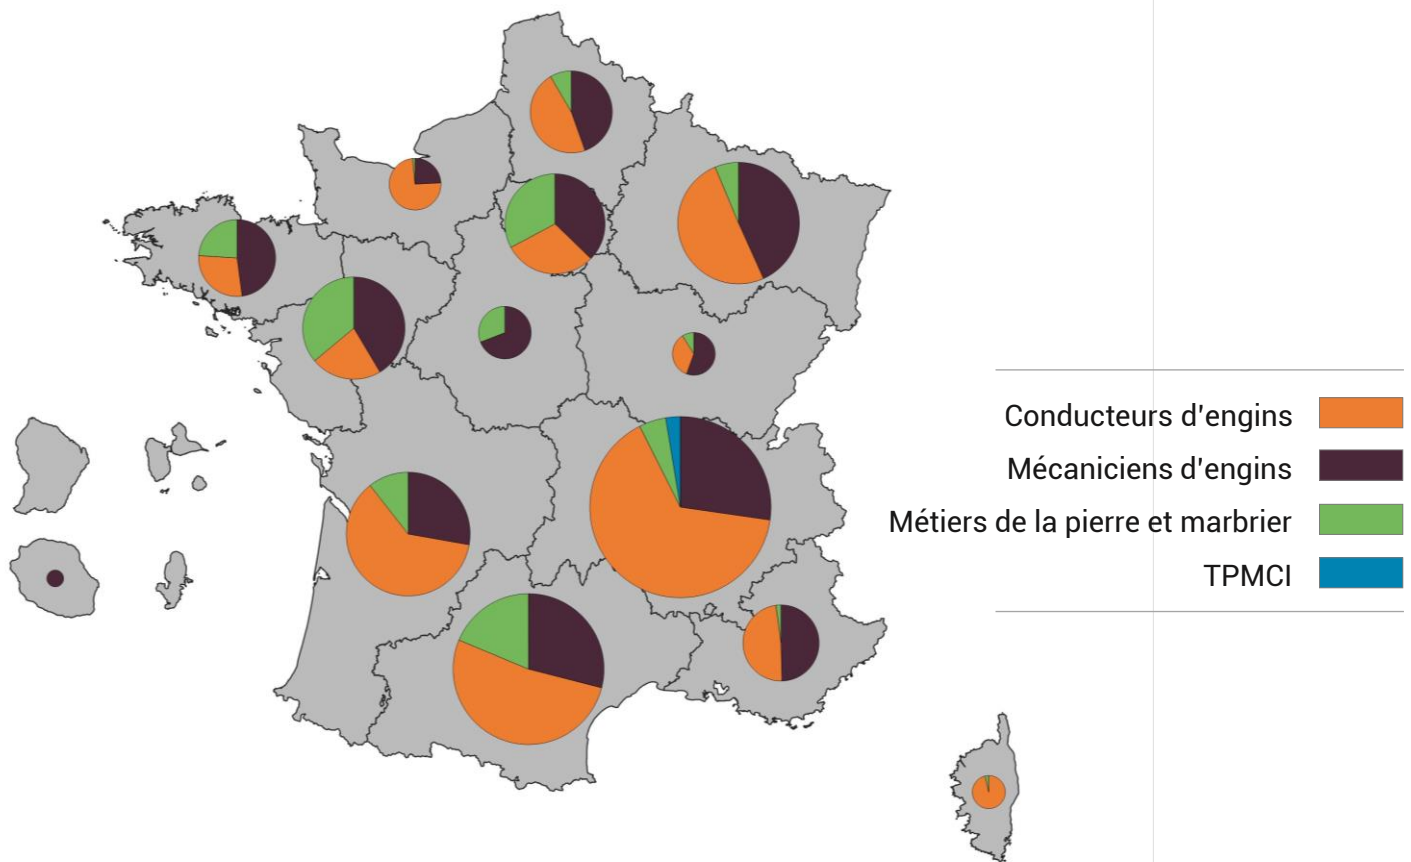 Conducteurs d'engins
Mécaniciens d'engins
Métiers de la pierre et marbrier
TPMCI